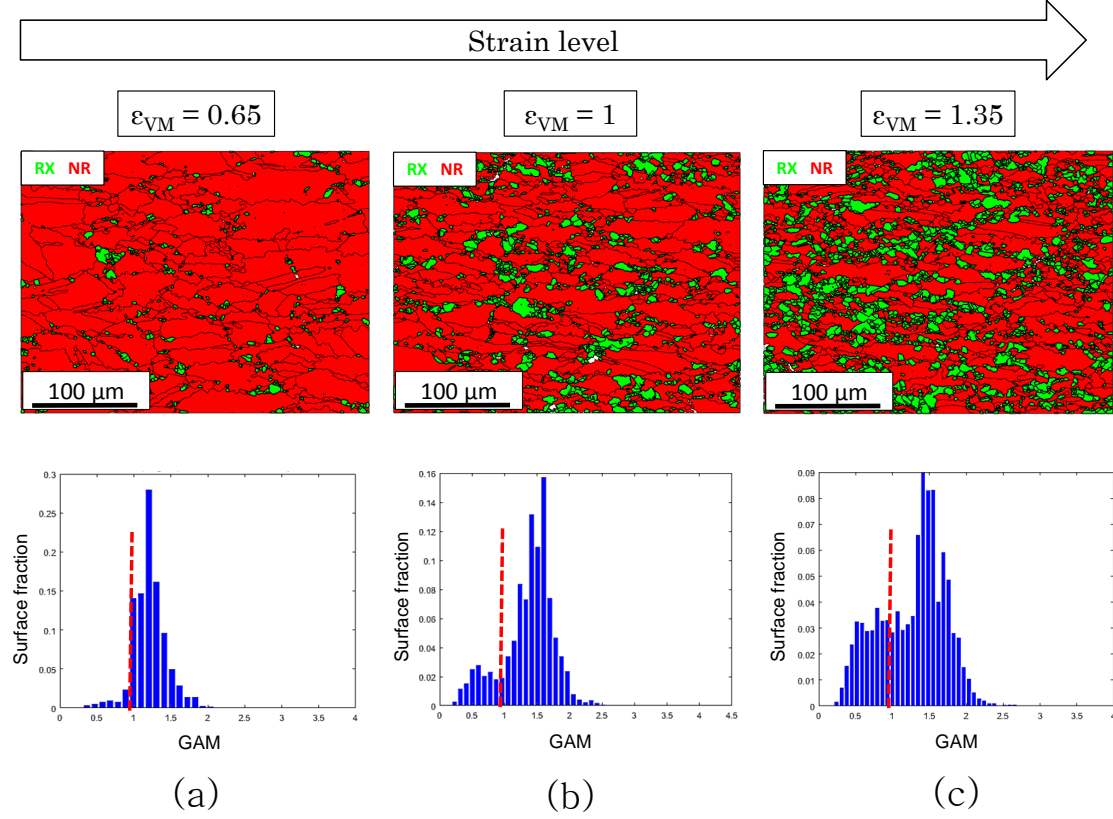 Strain level
εVM = 0.65
εVM = 1
εVM = 1.35
RX NR
RX NR
RX NR
100 µm
100 µm
100 µm
0.3
0.25
0.2
0.15
0.1
0.05
0
0 0.5 1 1.5 2 2.5 3 3.5 4
Surface fraction
GAM
0.16
0.14
0.12
0.10
0.08
0.06
0.04
0.02
0
0 0.5 1 1.5 2 2.5 3 3.5 4 4.5
Surface fraction
GAM
0.09
0.08
0.07
0.06
0.05
0.04
0.03
0.02
0.01
0
0 0.5 1 1.5 2 2.5 3 3.5 4
Surface fraction
GAM
(a)
(b)
(c)